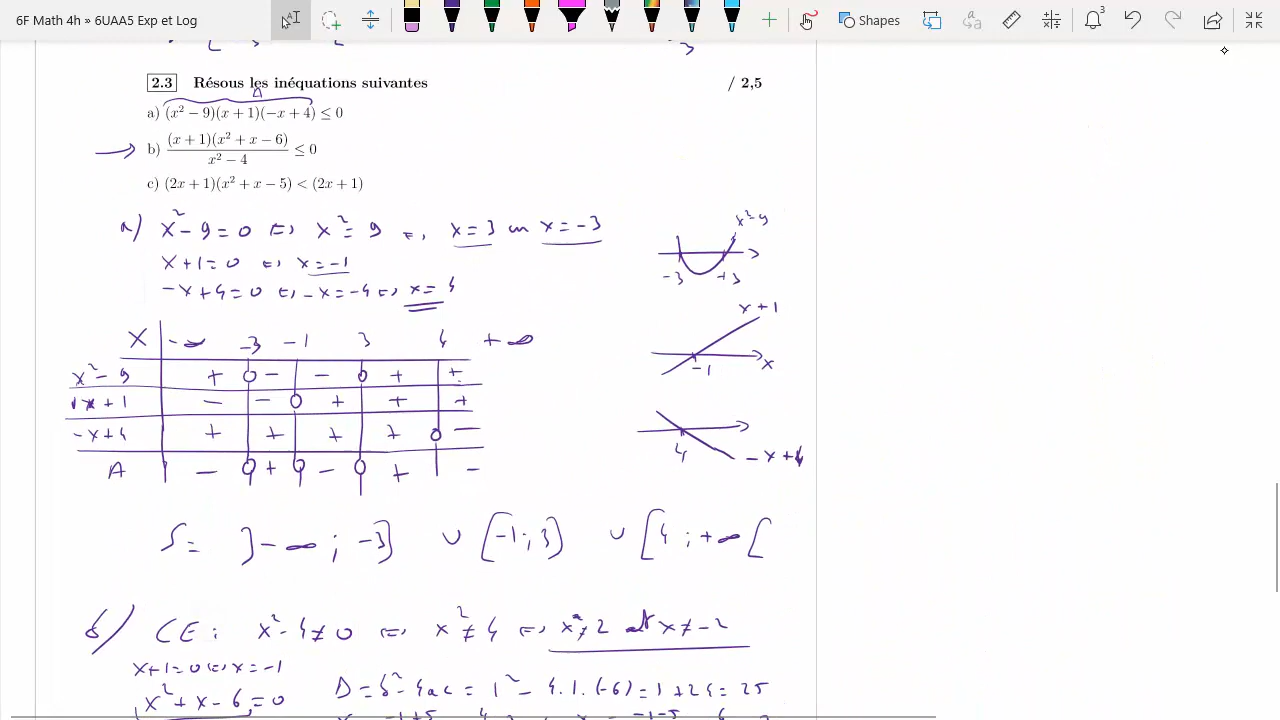 6F Math 4h » 6UAA5 Exp et Log
Shapes
3
2.3 Résous les inéquations suivantes / 2,5
a) (x² − 9)(x + 1)(−x + 4) ≤ 0
b) (x + 1)(x² + x − 6) / (x² − 4) ≤ 0
c) (2x + 1)(x² + x − 5) < (2x + 1)
a) x² − 9 = 0 ⇔ x² = 9 ⇔ x = 3 ou x = −3
x + 1 = 0 ⇔ x = −1
−x + 4 = 0 ⇔ −x = −4 ⇔ x = 4
x² − 9
−3 +3
x + 1
−1 x
4 −x + 4
X −∞ −3 −1 3 4 + ∞
x² − 9 + 0 − − 0 + +
x + 1 − − 0 + + +
−x + 4 + + + + 0 −
A − 0 + 0 − 0 + −
S = ]−∞ ; −3] ∪ [−1 ; 3] ∪ [4 ; +∞ [
b) CE : x² − 4 ≠ 0 ⇔ x² ≠ 4 ⇔ x ≠ 2 et x ≠ −2
x + 1 = 0 ⇔ x = −1
x² + x − 6 = 0 Δ = b² − 4ac = 1² − 4.1.(−6) = 1 + 24 = 25